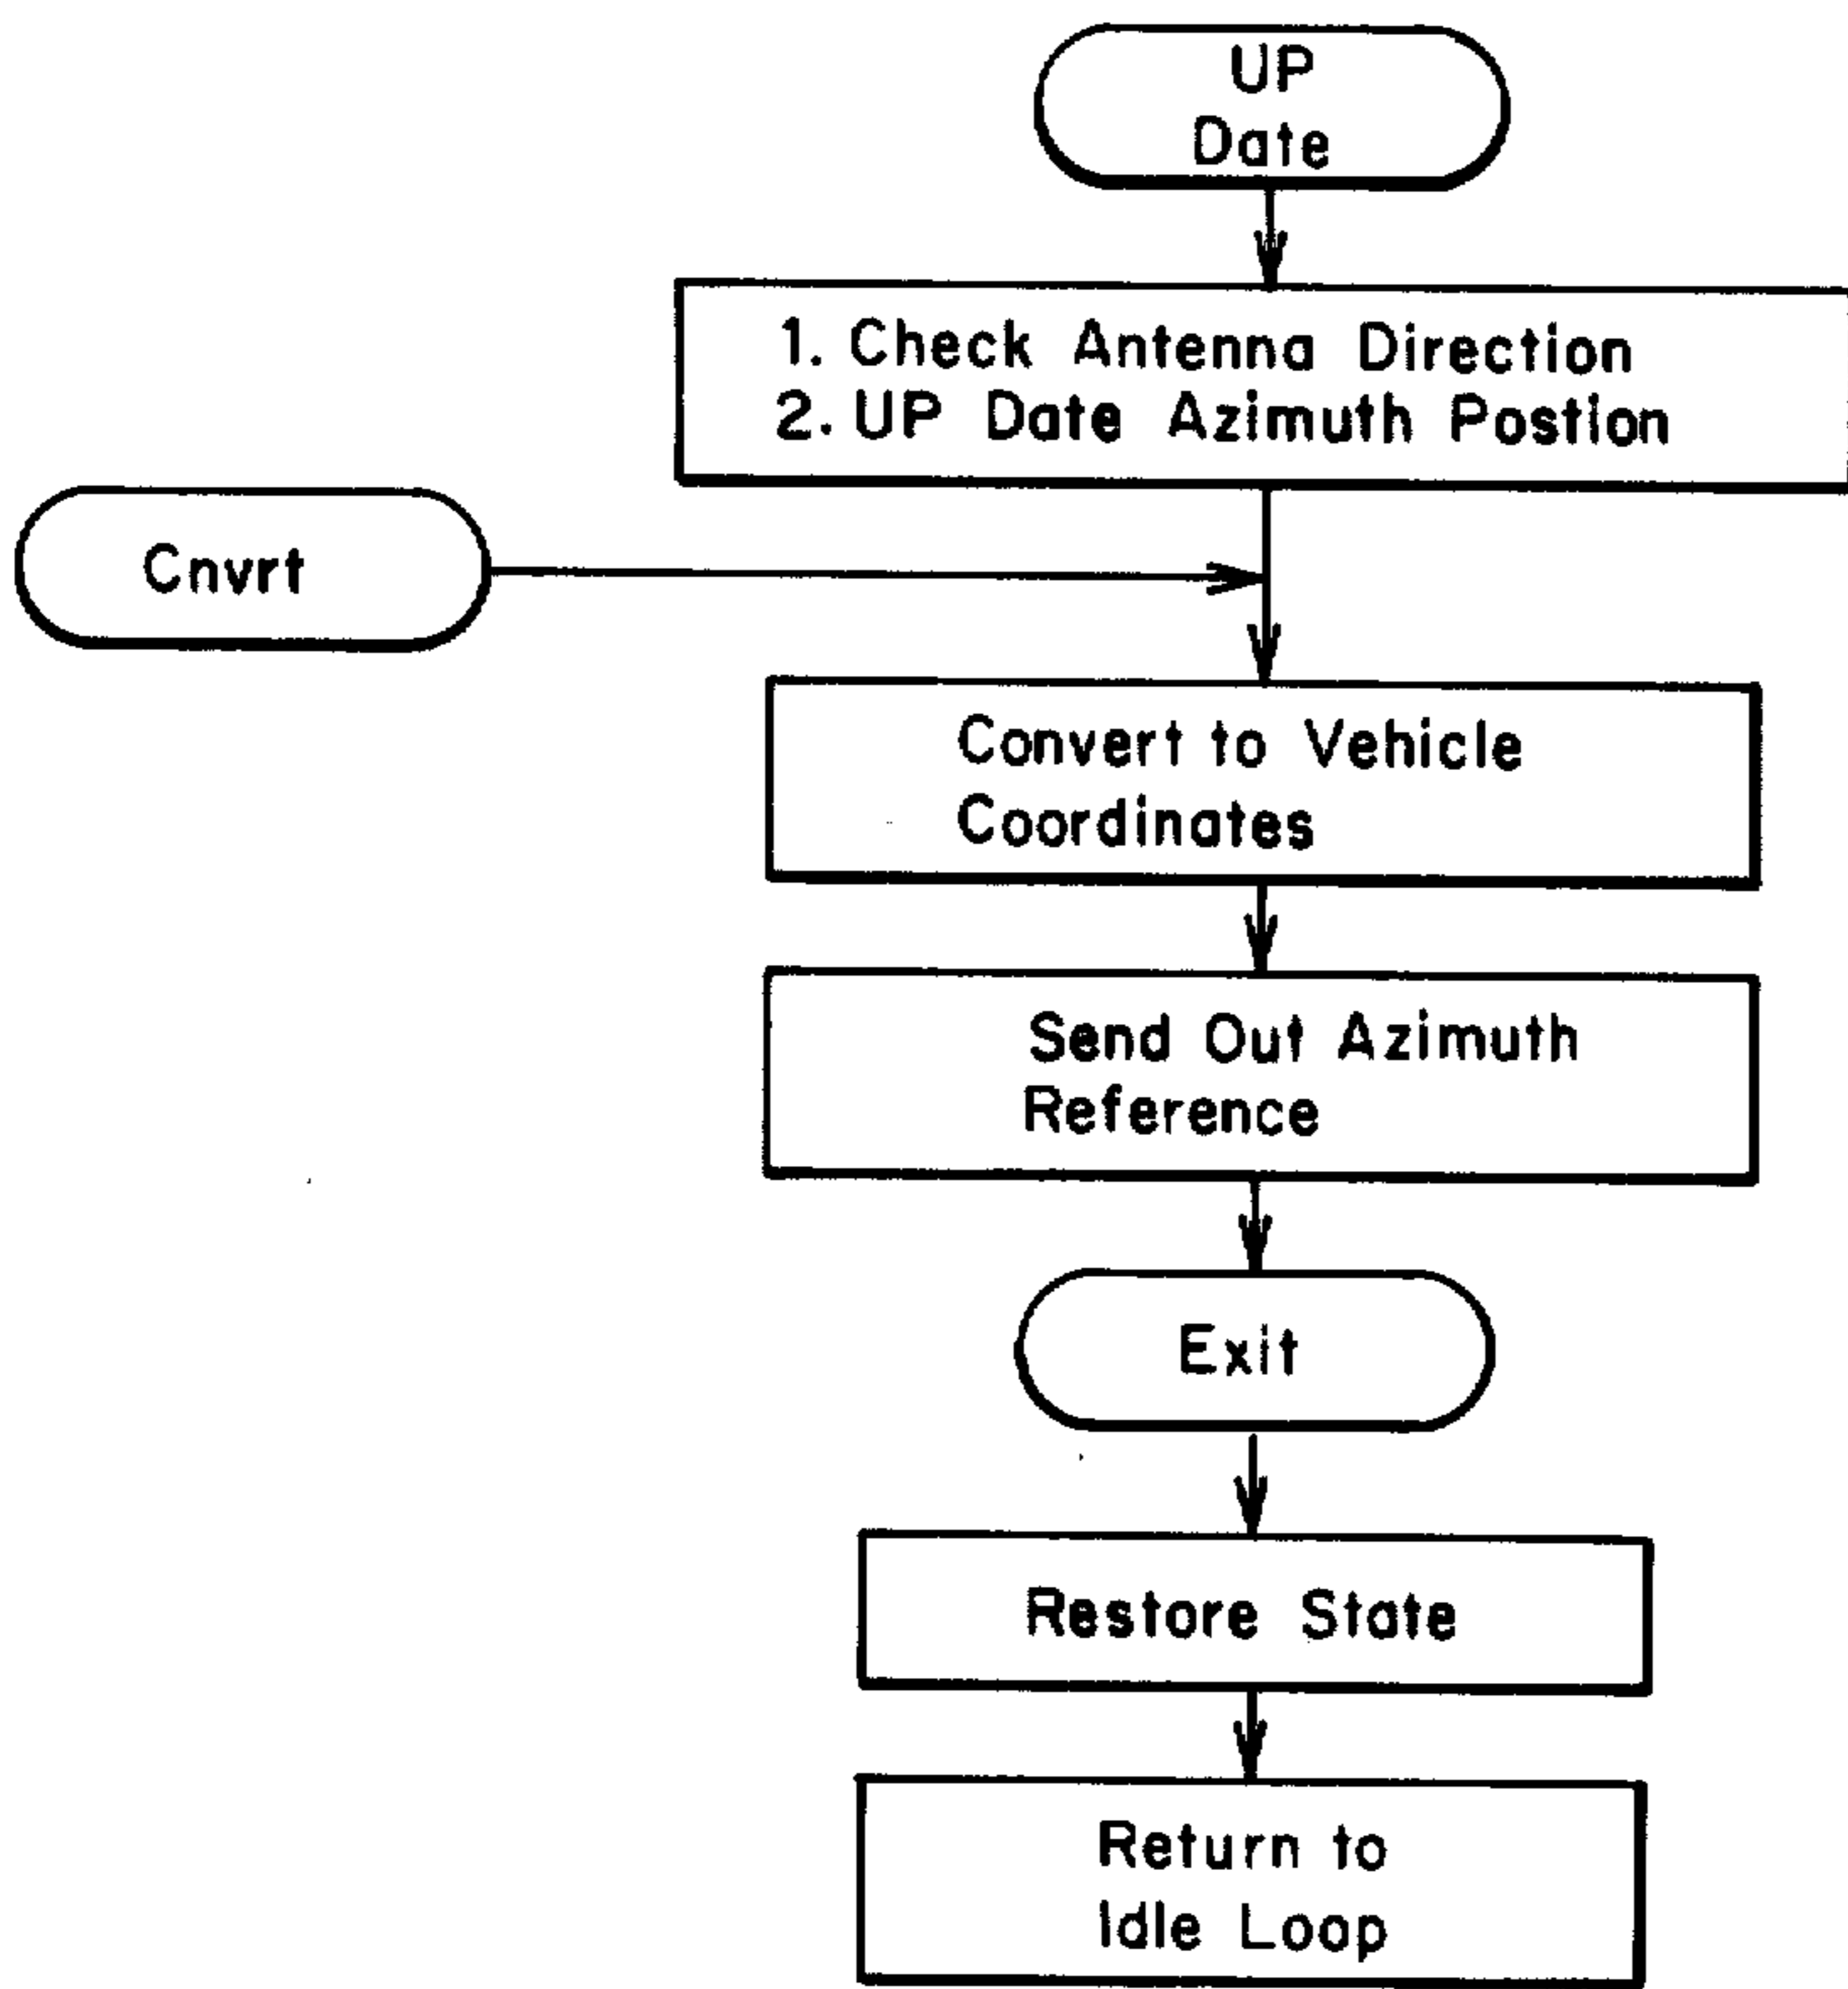 UP
Date
1. Check Antenna Direction
2. UP Date Azimuth Postion
Cnvrt
Convert to Vehicle
Coordinates
Send Out Azimuth
Reference
Exit
Restore State
Return to
Idle Loop